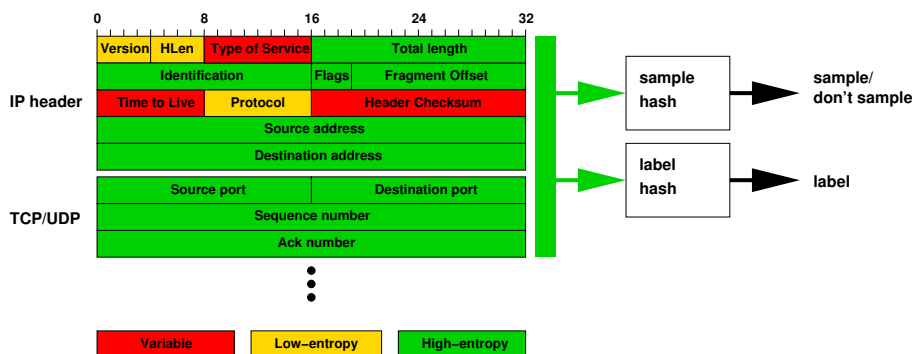 0 8 16 24 32
Version HLen Type of Service Total length
Identification Flags Fragment Offset
IP header
Time to Live Protocol Header Checksum
Source address
Destination address
Source port Destination port
TCP/UDP
Sequence number
Ack number
sample
hash
sample/
don't sample
label
hash
label
Variable Low−entropy High−entropy